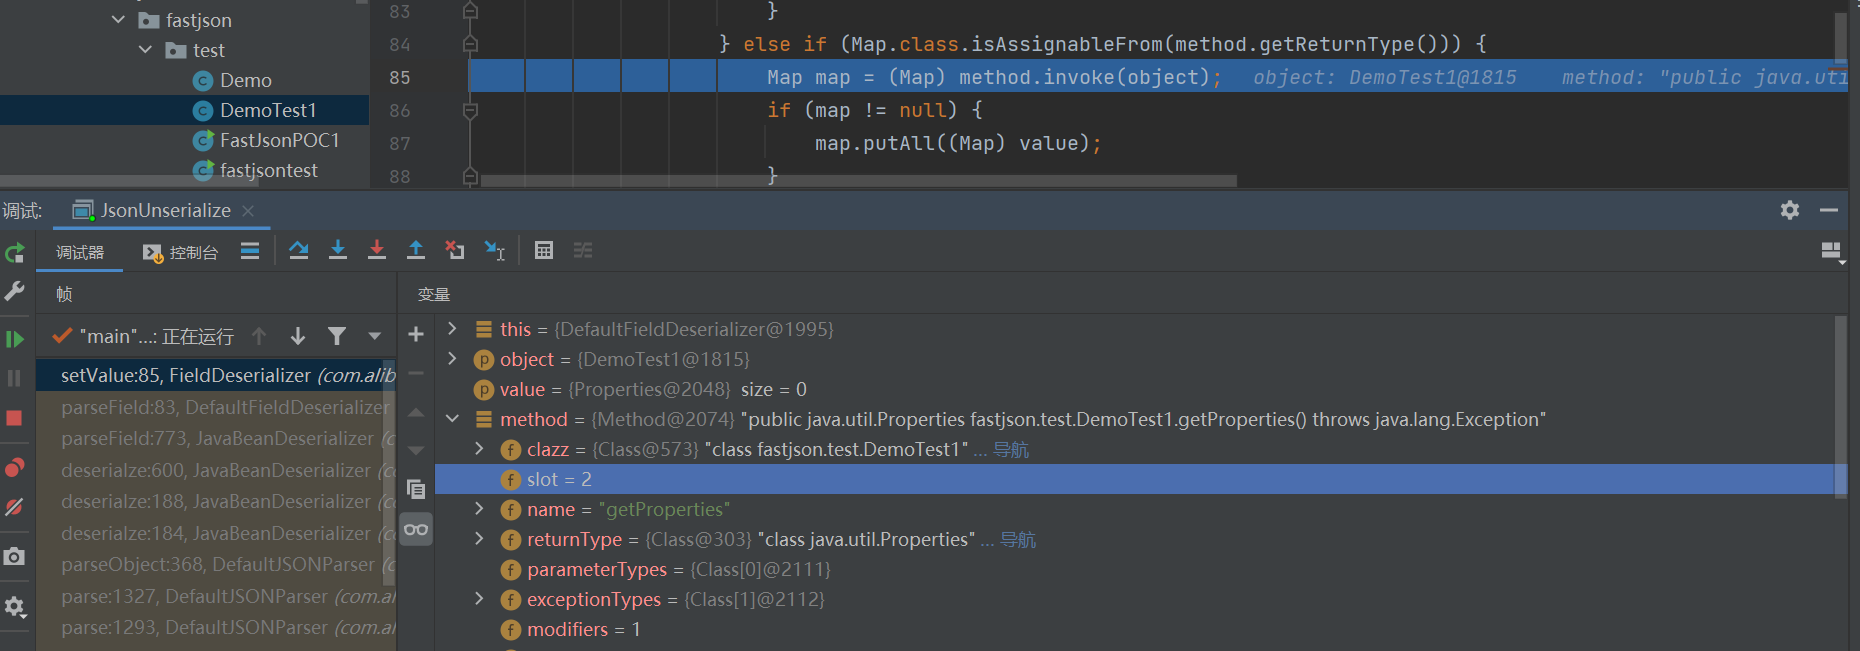 fastjson
test
Demo
DemoTest1
FastJsonPOC1
fastjsontest
83 }
84 } else if (Map.class.isAssignableFrom(method.getReturnType())) {
85 Map map = (Map) method.invoke(object); object: DemoTest1@1815 method: "public java.uti
86 if (map != null) {
87 map.putAll((Map) value);
88 }
调试: JsonUnserialize
调试器 控制台
帧
"main"...: 正在运行
setValue:85, FieldDeserializer (com.alib
parseField:83, DefaultFieldDeserializer
parseField:773, JavaBeanDeserializer (c
deserialze:600, JavaBeanDeserializer (c
deserialze:188, JavaBeanDeserializer (c
deserialze:184, JavaBeanDeserializer (c
parseObject:368, DefaultJSONParser (c
parse:1327, DefaultJSONParser (com.al
parse:1293, DefaultJSONParser (com.al
变量
this = {DefaultFieldDeserializer@1995}
object = {DemoTest1@1815}
value = {Properties@2048} size = 0
method = {Method@2074} "public java.util.Properties fastjson.test.DemoTest1.getProperties() throws java.lang.Exception"
clazz = {Class@573} "class fastjson.test.DemoTest1" ... 导航
slot = 2
name = "getProperties"
returnType = {Class@303} "class java.util.Properties" ... 导航
parameterTypes = {Class[0]@2111}
exceptionTypes = {Class[1]@2112}
modifiers = 1